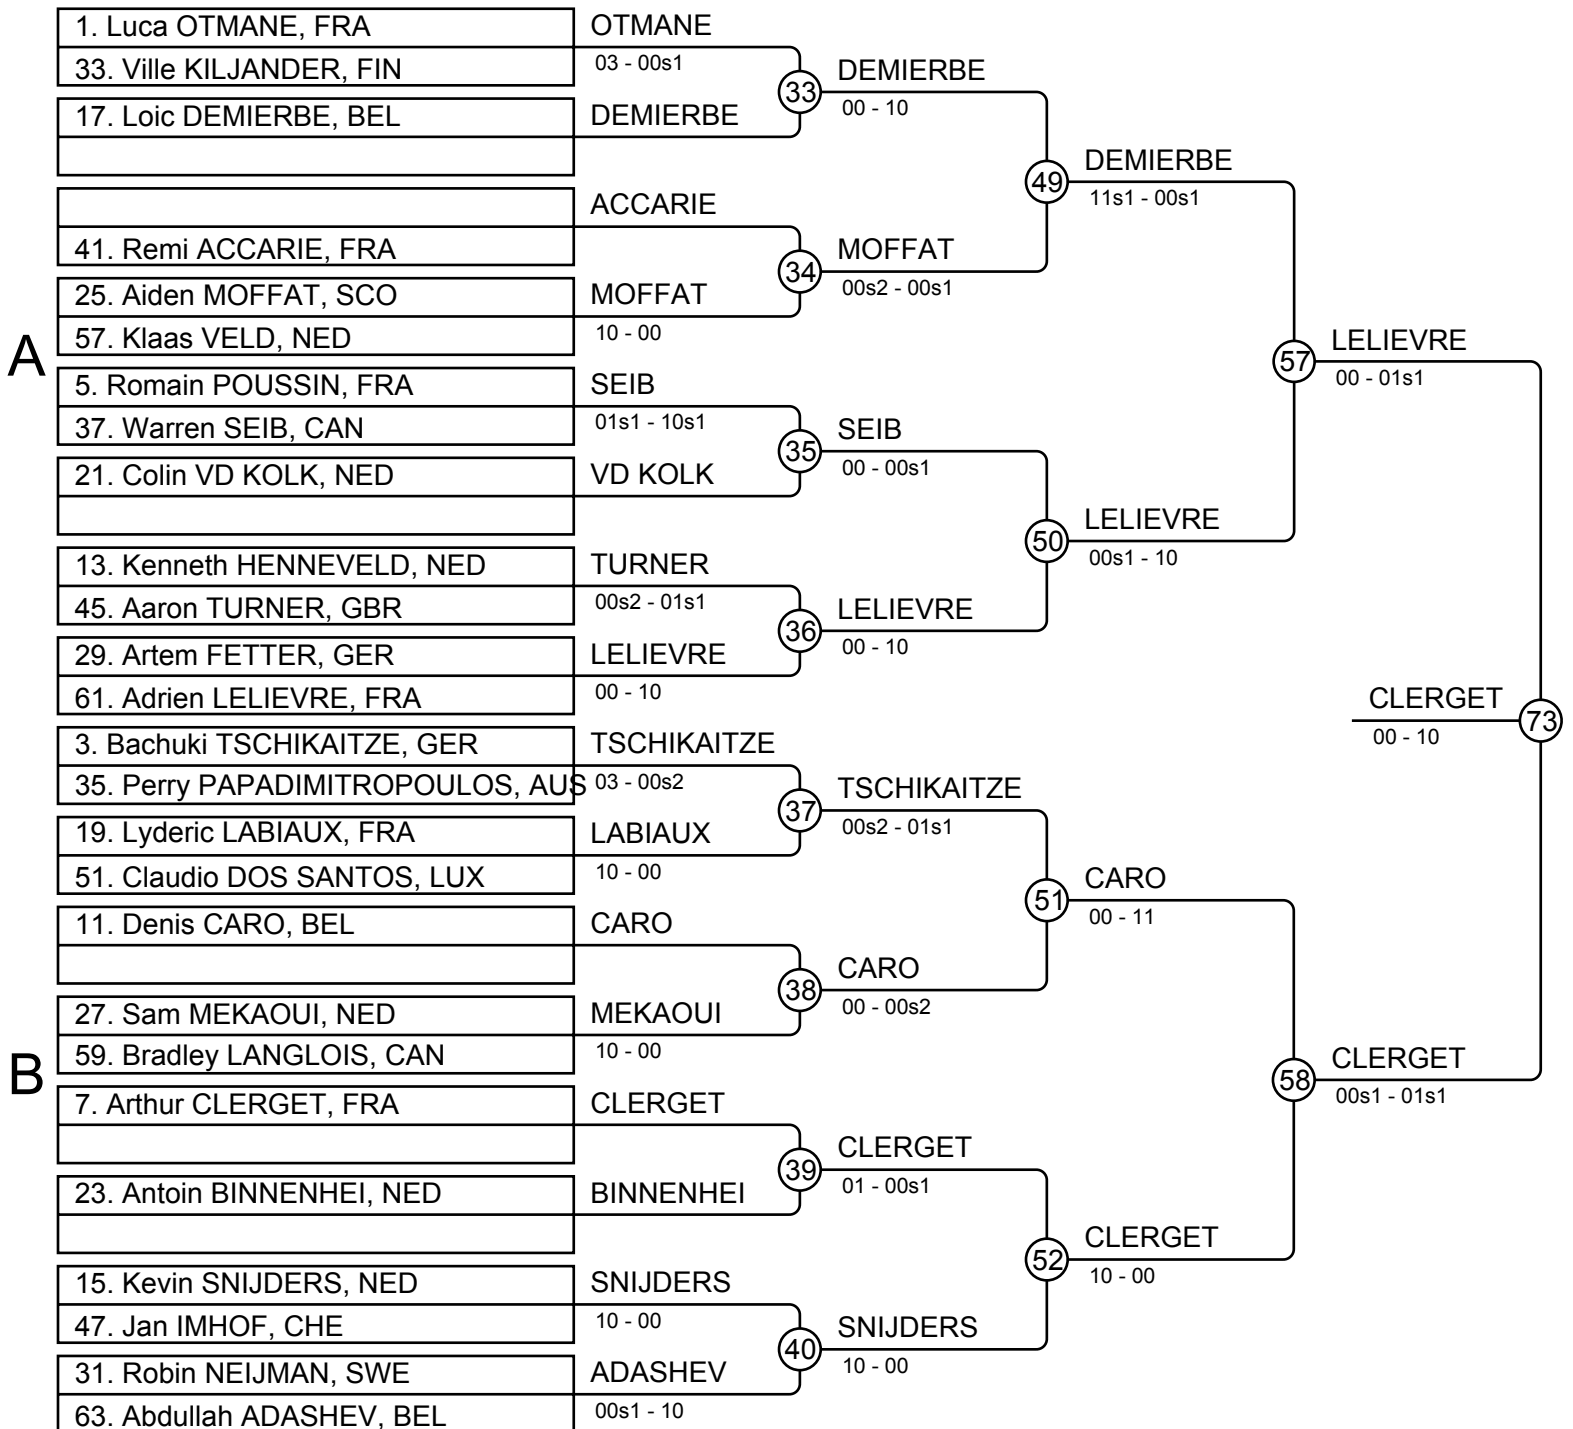 1. Luca OTMANE, FRA
33. Ville KILJANDER, FIN
17. Loic DEMIERBE, BEL
41. Remi ACCARIE, FRA
25. Aiden MOFFAT, SCO
57. Klaas VELD, NED
A
5. Romain POUSSIN, FRA
37. Warren SEIB, CAN
21. Colin VD KOLK, NED
13. Kenneth HENNEVELD, NED
45. Aaron TURNER, GBR
29. Artem FETTER, GER
61. Adrien LELIEVRE, FRA
3. Bachuki TSCHIKAITZE, GER
35. Perry PAPADIMITROPOULOS, AUS
19. Lyderic LABIAUX, FRA
51. Claudio DOS SANTOS, LUX
11. Denis CARO, BEL
27. Sam MEKAOUI, NED
59. Bradley LANGLOIS, CAN
B
7. Arthur CLERGET, FRA
23. Antoin BINNENHEI, NED
15. Kevin SNIJDERS, NED
47. Jan IMHOF, CHE
31. Robin NEIJMAN, SWE
63. Abdullah ADASHEV, BEL
OTMANE
03 - 00s1
DEMIERBE
ACCARIE
MOFFAT
10 - 00
SEIB
01s1 - 10s1
VD KOLK
TURNER
00s2 - 01s1
LELIEVRE
00 - 10
TSCHIKAITZE
03 - 00s2
LABIAUX
10 - 00
CARO
MEKAOUI
10 - 00
CLERGET
BINNENHEI
SNIJDERS
10 - 00
ADASHEV
00s1 - 10
33
DEMIERBE
00 - 10
34
MOFFAT
00s2 - 00s1
35
SEIB
00 - 00s1
36
LELIEVRE
00 - 10
37
TSCHIKAITZE
00s2 - 01s1
38
CARO
00 - 00s2
39
CLERGET
01 - 00s1
40
SNIJDERS
10 - 00
49
DEMIERBE
11s1 - 00s1
50
LELIEVRE
00s1 - 10
51
CARO
00 - 11
52
CLERGET
10 - 00
57
LELIEVRE
00 - 01s1
58
CLERGET
00s1 - 01s1
CLERGET
73
00 - 10